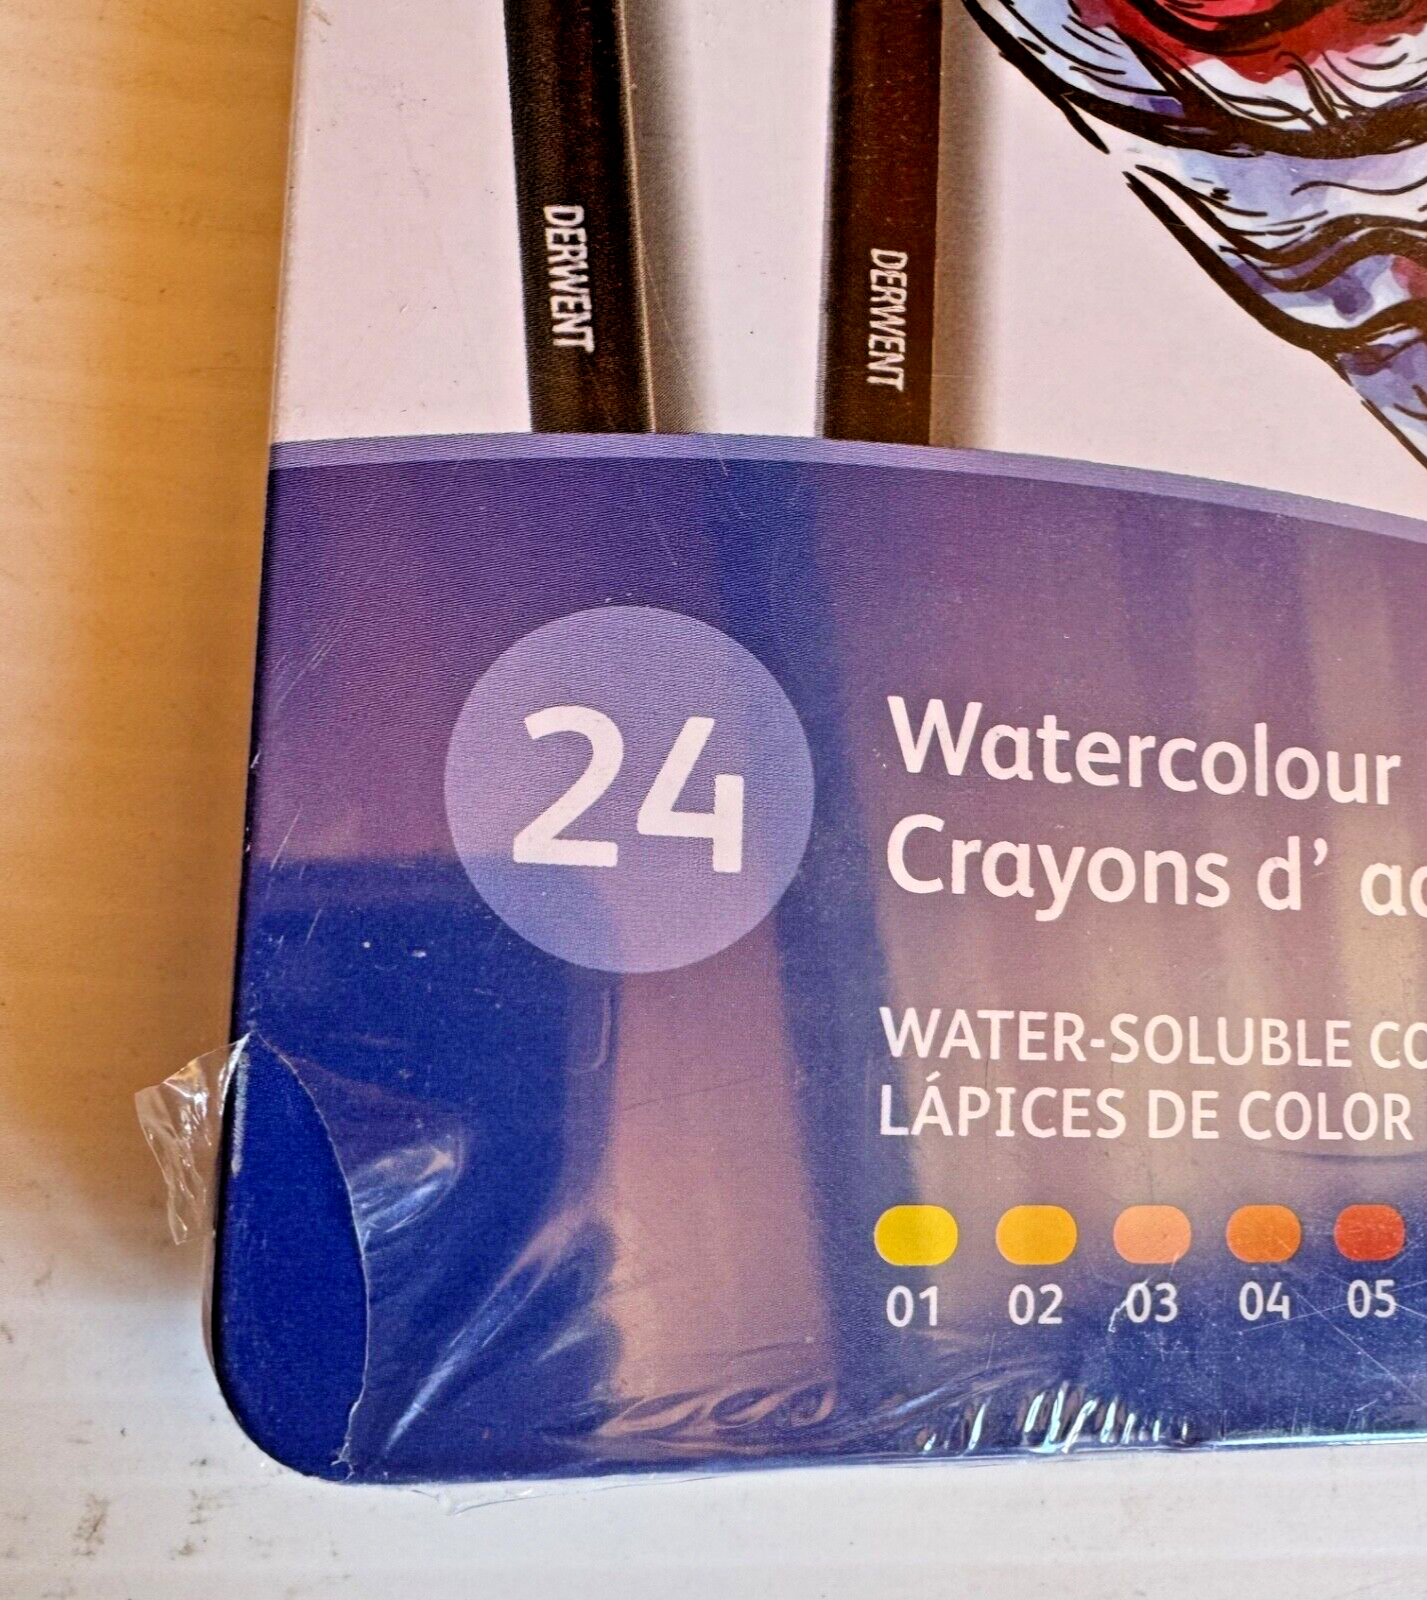 DERWENT
DERWENT
24
Watercolour
Crayons d'
WATER-SOLUBLE
LÁPICES DE COLOR
01 02 03 04 05